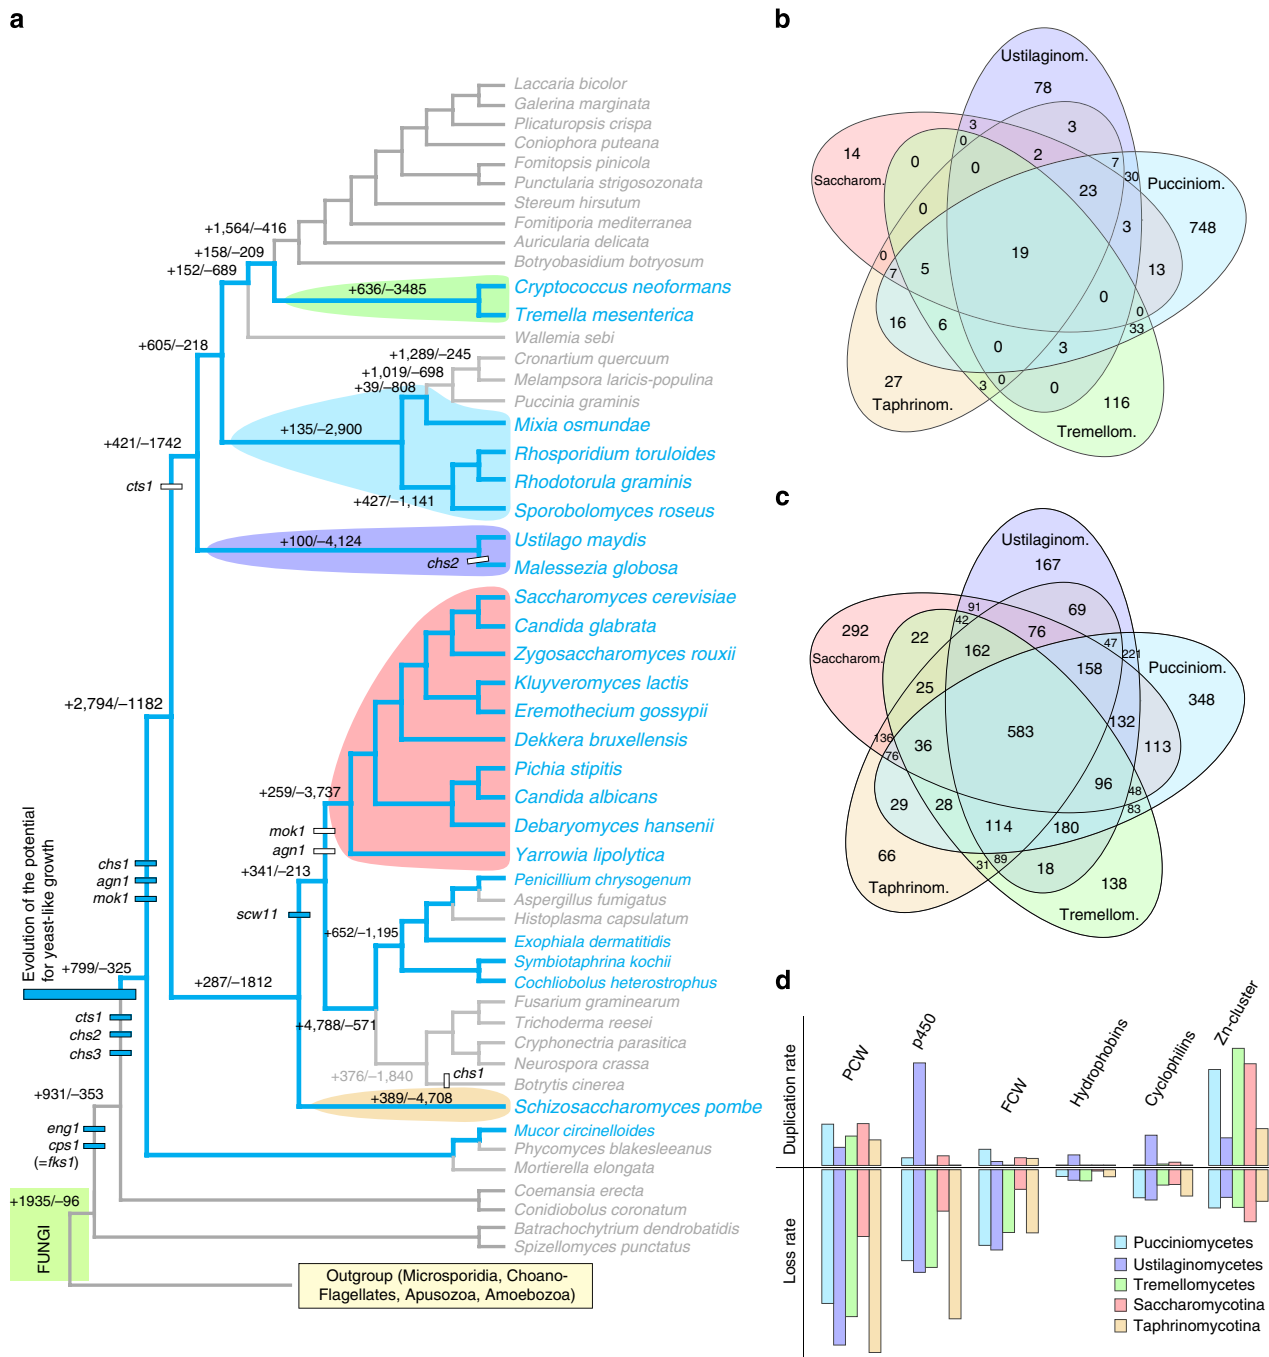 a
Laccaria bicolor
Galerina marginata
Plicaturopsis crispa
Coniophora puteana
Fomitopsis pinicola
Punctularia strigosozonata
Stereum hirsutum
Fomitiporia mediterranea
Auricularia delicata
Botryobasidium botryosum
Cryptococcus neoformans
Tremella mesenterica
Wallemia sebi
Cronartium quercuum
Melampsora laricis-populina
Puccinia graminis
Mixia osmundae
Rhosporidium toruloides
Rhodotorula graminis
Sporobolomyces roseus
Ustilago maydis
Malessezia globosa
Saccharomyces cerevisiae
Candida glabrata
Zygosaccharomyces rouxii
Kluyveromyces lactis
Eremothecium gossypii
Dekkera bruxellensis
Pichia stipitis
Candida albicans
Debaryomyces hansenii
Yarrowia lipolytica
Penicillium chrysogenum
Aspergillus fumigatus
Histoplasma capsulatum
Exophiala dermatitidis
Symbiotaphrina kochii
Cochliobolus heterostrophus
Fusarium graminearum
Trichoderma reesei
Cryphonectria parasitica
Neurospora crassa
Botrytis cinerea
Schizosaccharomyces pombe
Mucor circinelloides
Phycomyces blakesleeanus
Mortierella elongata
Coemansia erecta
Conidiobolus coronatum
Batrachochytrium dendrobatidis
Spizellomyces punctatus
Outgroup (Microsporidia, Choano-
Flagellates, Apusozoa, Amoebozoa)
+1,564/–416
+158/–209
+152/–689
+636/–3485
+605/–218
+1,289/–245
+1,019/–698
+39/–808
+135/–2,900
+421/–1742
cts1
+427/–1,141
+100/–4,124
chs2
+2,794/–1182
+259/–3,737
mok1
agn1
+341/–213
chs1
agn1
mok1
scw11
+652/–1,195
Evolution of the potential
for yeast-like growth
+799/–325
+287/–1812
cts1
chs2
chs3
+4,788/–571
+376/–1,840
chs1
+389/–4,708
+931/–353
eng1
cps1
(=fks1)
+1935/–96
FUNGI
b
Ustilaginom.
78
3
3
0
2
7
30
14
0
0
Saccharom.
Pucciniom.
23
748
0
3
19
13
0
7
5
0
0
33
16
6
0
3
27
3
0
0
Taphrinom.
116
Tremellom.
c
Ustilaginom.
167
91
42
69
76
47
221
292
22
162
Saccharom.
Pucciniom.
158
348
25
132
583
113
136
76
36
96
48
83
29
28
114
180
66
31
89
18
Taphrinom.
138
Tremellom.
d
Duplication rate
Loss rate
PCW
p450
FCW
Hydrophobins
Cyclophilins
Zn-cluster
Pucciniomycetes
Ustilaginomycetes
Tremellomycetes
Saccharomycotina
Taphrinomycotina